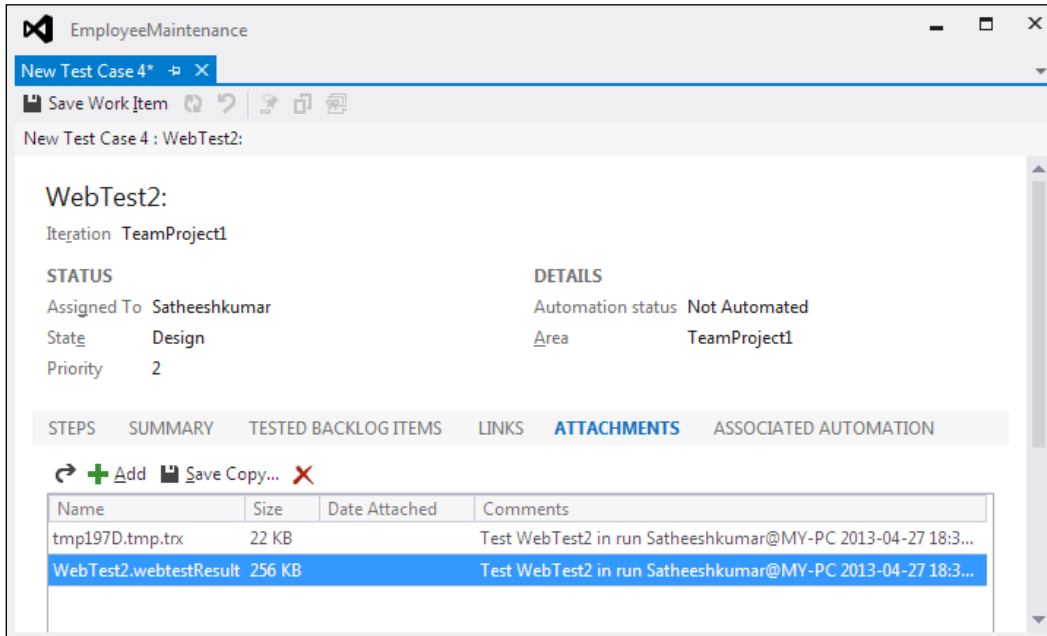 EmployeeMaintenance
New Test Case 4*
Save Work Item
New Test Case 4 : WebTest2:
WebTest2:
Iteration TeamProject1
STATUS DETAILS
Assigned To Satheeshkumar Automation status Not Automated
State Design Area TeamProject1
Priority 2
STEPS SUMMARY TESTED BACKLOG ITEMS LINKS ATTACHMENTS ASSOCIATED AUTOMATION
Add Save Copy...
Name Size Date Attached Comments
tmp197D.tmp.trx 22 KB Test WebTest2 in run Satheeshkumar@MY-PC 2013-04-27 18:3...
WebTest2.webtestResult 256 KB Test WebTest2 in run Satheeshkumar@MY-PC 2013-04-27 18:3...